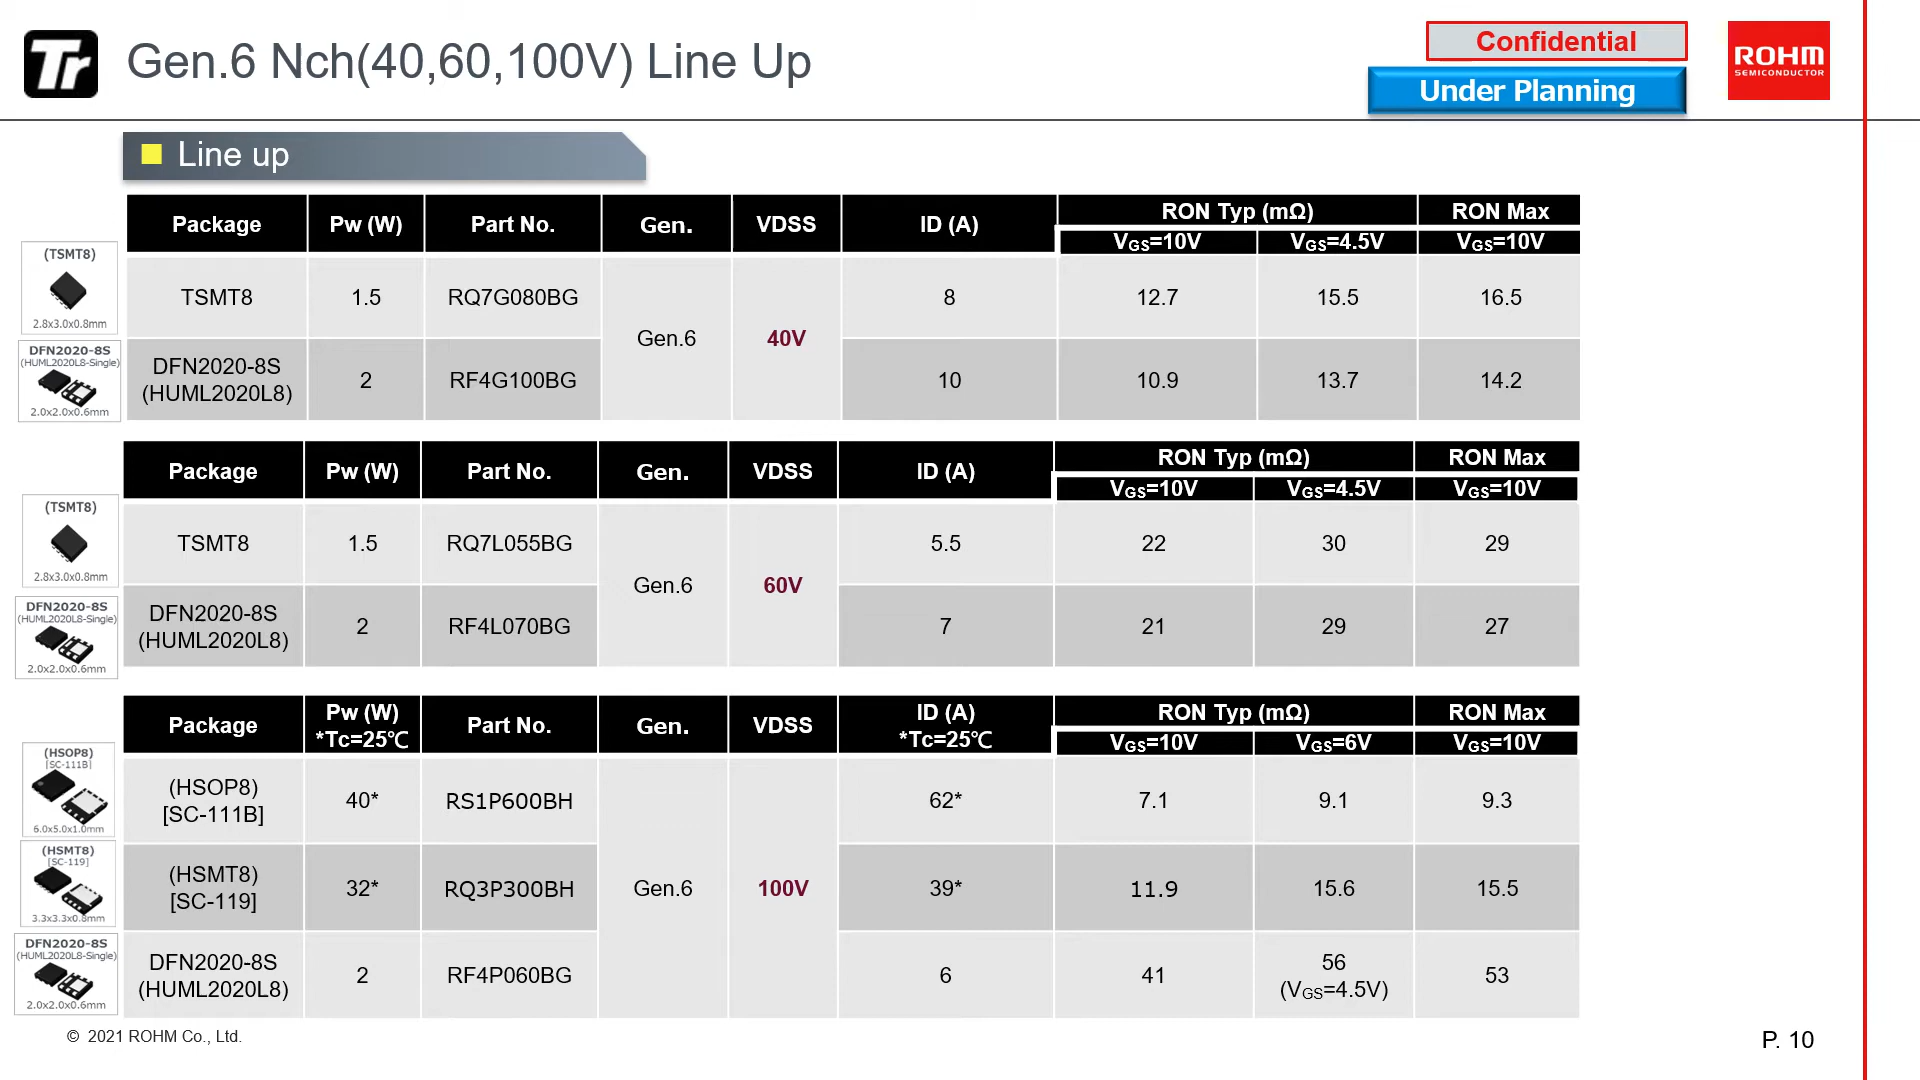 Tr
Gen.6 Nch(40,60,100V) Line Up
Confidential
Under Planning
ROHM
SEMICONDUCTOR
Line up
Package Pw (W) Part No. Gen. VDSS ID (A) RON Typ (mΩ) RON Max
VGS=10V VGS=4.5V VGS=10V
(TSMT8)
2.8x3.0x0.8mm
TSMT8 1.5 RQ7G080BG 8 12.7 15.5 16.5
Gen.6 40V
DFN2020-8S
(HUML2020L8-Single)
2.0x2.0x0.6mm
DFN2020-8S
(HUML2020L8) 2 RF4G100BG 10 10.9 13.7 14.2
Package Pw (W) Part No. Gen. VDSS ID (A) RON Typ (mΩ) RON Max
VGS=10V VGS=4.5V VGS=10V
(TSMT8)
2.8x3.0x0.8mm
TSMT8 1.5 RQ7L055BG 5.5 22 30 29
Gen.6 60V
DFN2020-8S
(HUML2020L8-Single)
2.0x2.0x0.6mm
DFN2020-8S
(HUML2020L8) 2 RF4L070BG 7 21 29 27
Package Pw (W)
*Tc=25℃ Part No. Gen. VDSS ID (A)
*Tc=25℃ RON Typ (mΩ) RON Max
VGS=10V VGS=6V VGS=10V
(HSOP8)
[SC-111B]
6.0x5.0x1.0mm
(HSOP8)
[SC-111B] 40* RS1P600BH 62* 7.1 9.1 9.3
(HSMT8)
[SC-119]
3.3x3.3x0.8mm
(HSMT8)
[SC-119] 32* RQ3P300BH Gen.6 100V 39* 11.9 15.6 15.5
DFN2020-8S
(HUML2020L8-Single)
2.0x2.0x0.6mm
DFN2020-8S
(HUML2020L8) 2 RF4P060BG 6 41 56
(VGS=4.5V) 53
© 2021 ROHM Co., Ltd.
P. 10